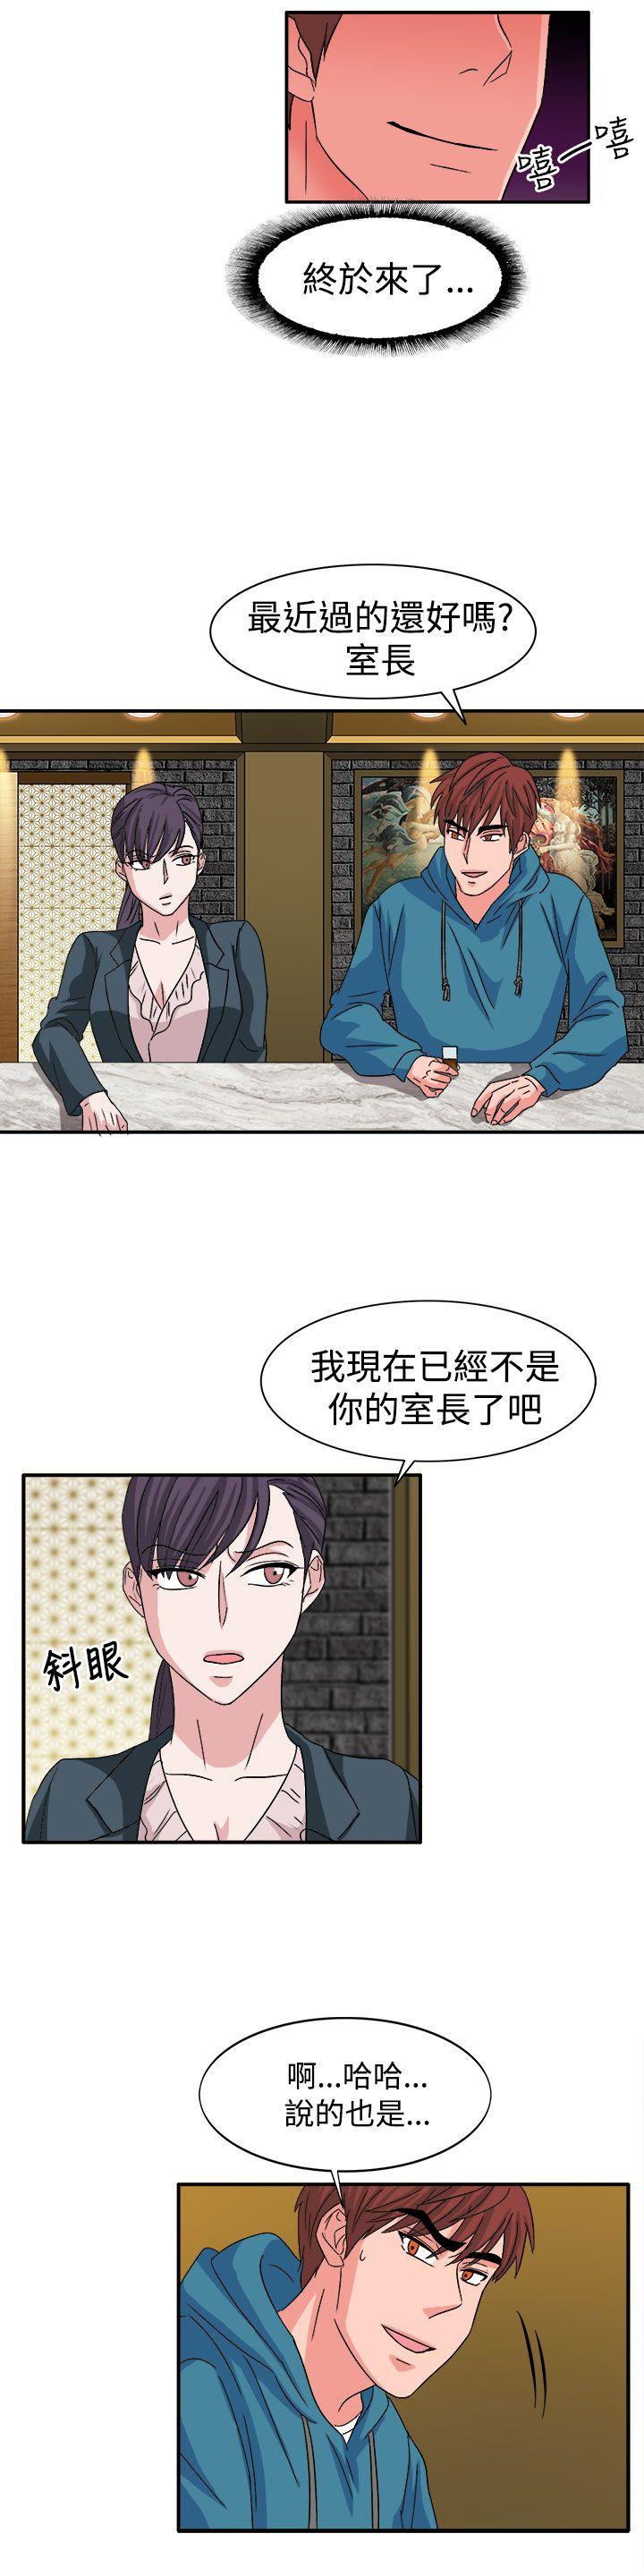 嘻一嘻
終於來了...
最近過的還好嗎?
室長
我現在已經不是
你的室長了吧
斜眼
啊...哈哈...
說的也是...